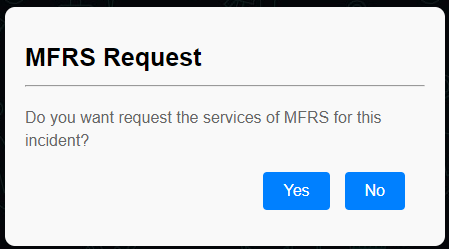 MFRS Request
Do you want request the services of MFRS for this
incident?
Yes No